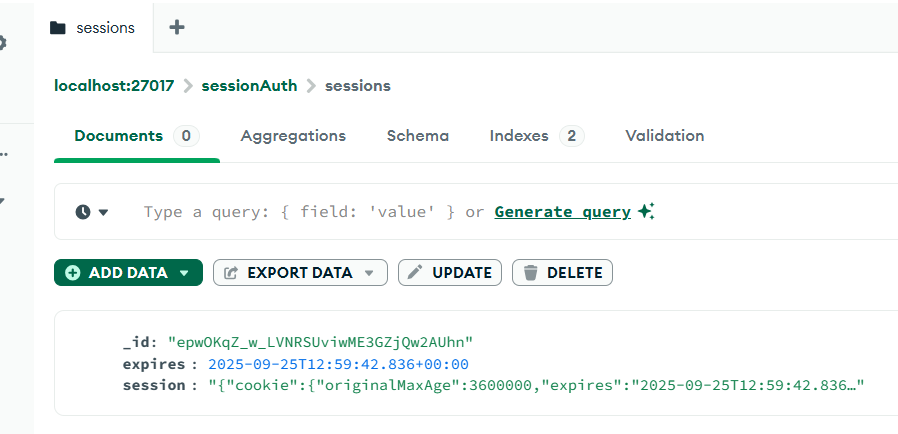 sessions
localhost:27017 sessionAuth sessions
Documents 0 Aggregations Schema Indexes 2 Validation
Type a query: { field: 'value' } or Generate query
ADD DATA EXPORT DATA UPDATE DELETE
_id: "epwOKqZ_w_LVNRSUviwME3GZjQw2AUhn"
expires : 2025-09-25T12:59:42.836+00:00
session : "{"cookie":{"originalMaxAge":3600000,"expires":"2025-09-25T12:59:42.836…"